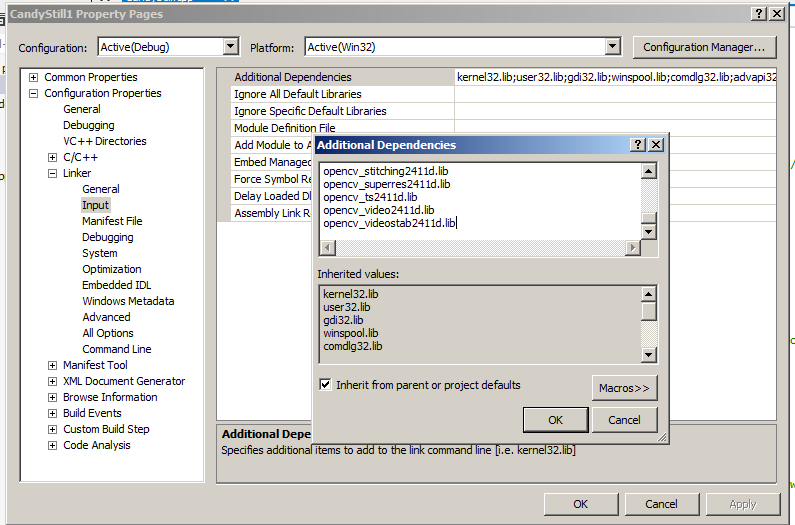 CandyStill1 Property Pages
Configuration: Active(Debug) Platform: Active(Win32) Configuration Manager...
Common Properties
Configuration Properties
General
Debugging
VC++ Directories
C/C++
Linker
General
Input
Manifest File
Debugging
System
Optimization
Embedded IDL
Windows Metadata
Advanced
All Options
Command Line
Manifest Tool
XML Document Generator
Browse Information
Build Events
Custom Build Step
Code Analysis
Additional Dependencies kernel32.lib;user32.lib;gdi32.lib;winspool.lib;comdlg32.lib;advapi32
Ignore All Default Libraries
Ignore Specific Default Libraries
Module Definition File
Add Module to A
Embed Managed
Force Symbol Re
Delay Loaded Dl
Assembly Link R
Additional Dependencies
opencv_stitching2411d.lib
opencv_superres2411d.lib
opencv_ts2411d.lib
opencv_video2411d.lib
opencv_videostab2411d.lib
Inherited values:
kernel32.lib
user32.lib
gdi32.lib
winspool.lib
comdlg32.lib
Inherit from parent or project defaults
Macros>>
OK Cancel
Additional Depe
Specifies additional items to add to the link command line [i.e. kernel32.lib]
OK Cancel Apply